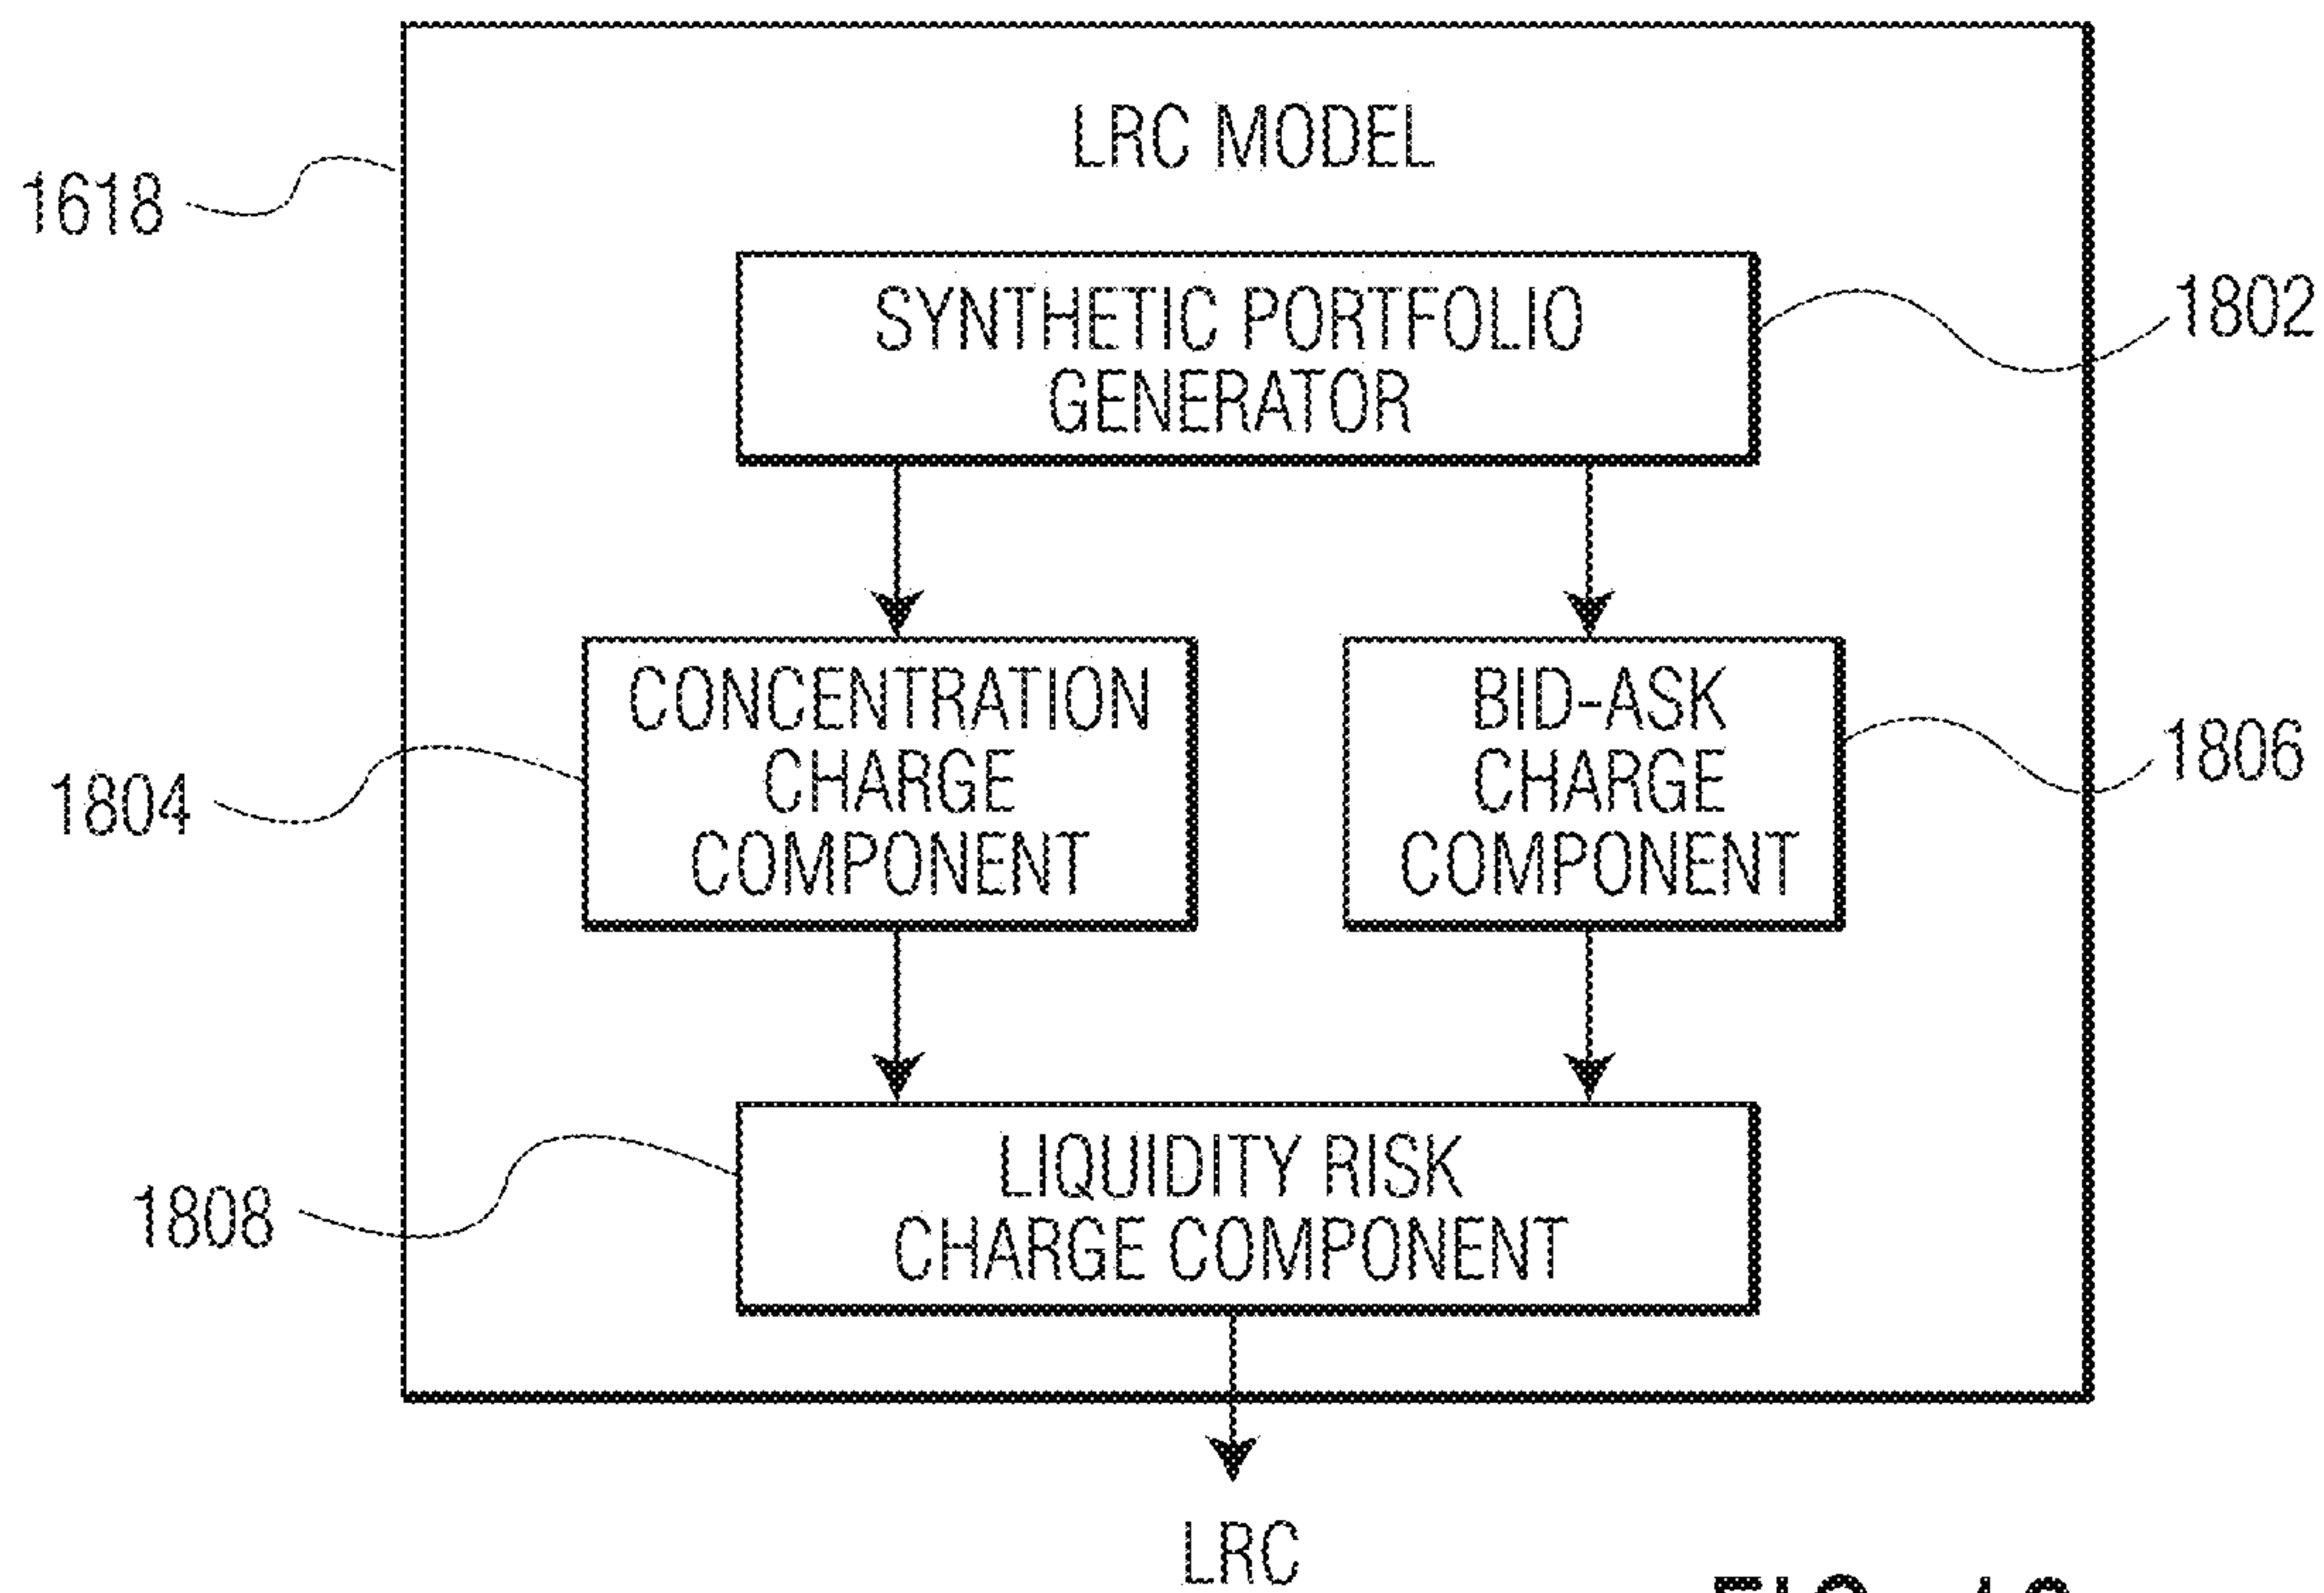 LRC MODEL
1618
SYNTHETIC PORTFOLIO
GENERATOR
1802
CONCENTRATION
CHARGE
COMPONENT
BID-ASK
CHARGE
COMPONENT
1804
1806
LIQUIDITY RISK
CHARGE COMPONENT
1808
LRC